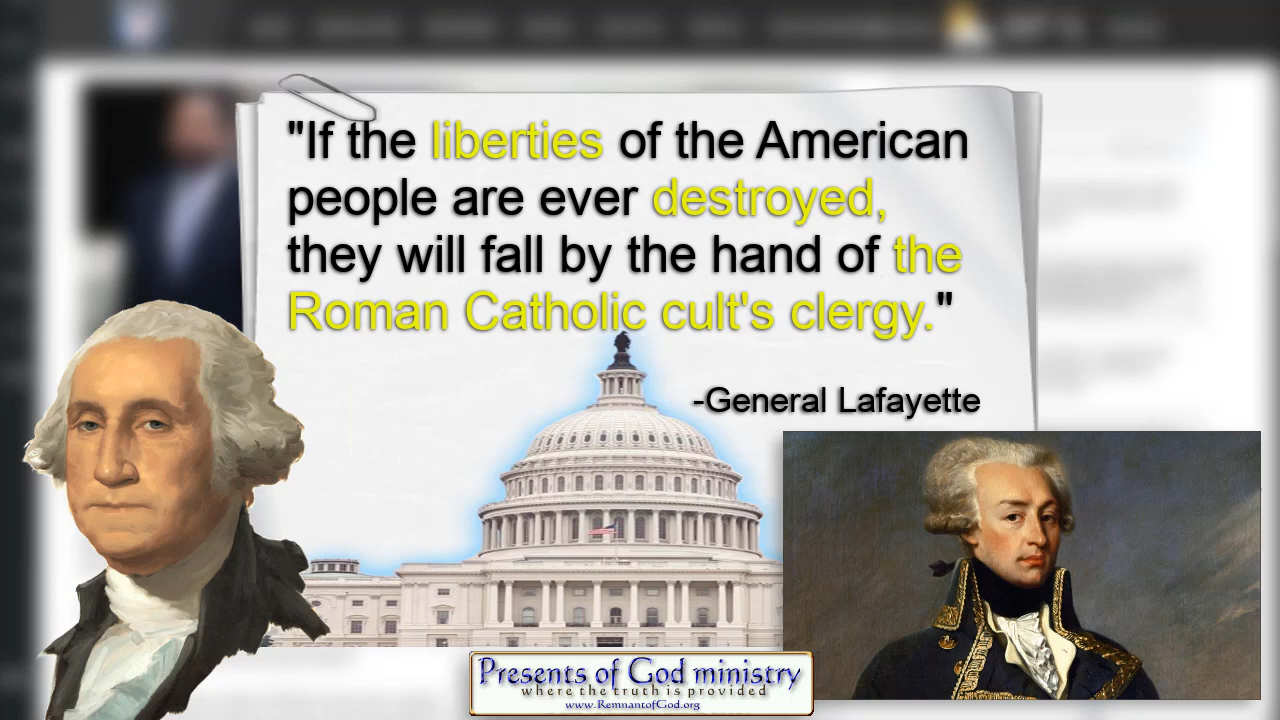 "If the liberties of the American
people are ever destroyed,
they will fall by the hand of the
Roman Catholic cult's clergy."
-General Lafayette
Presents of God ministry
where the truth is provided
www.RemnantofGod.org